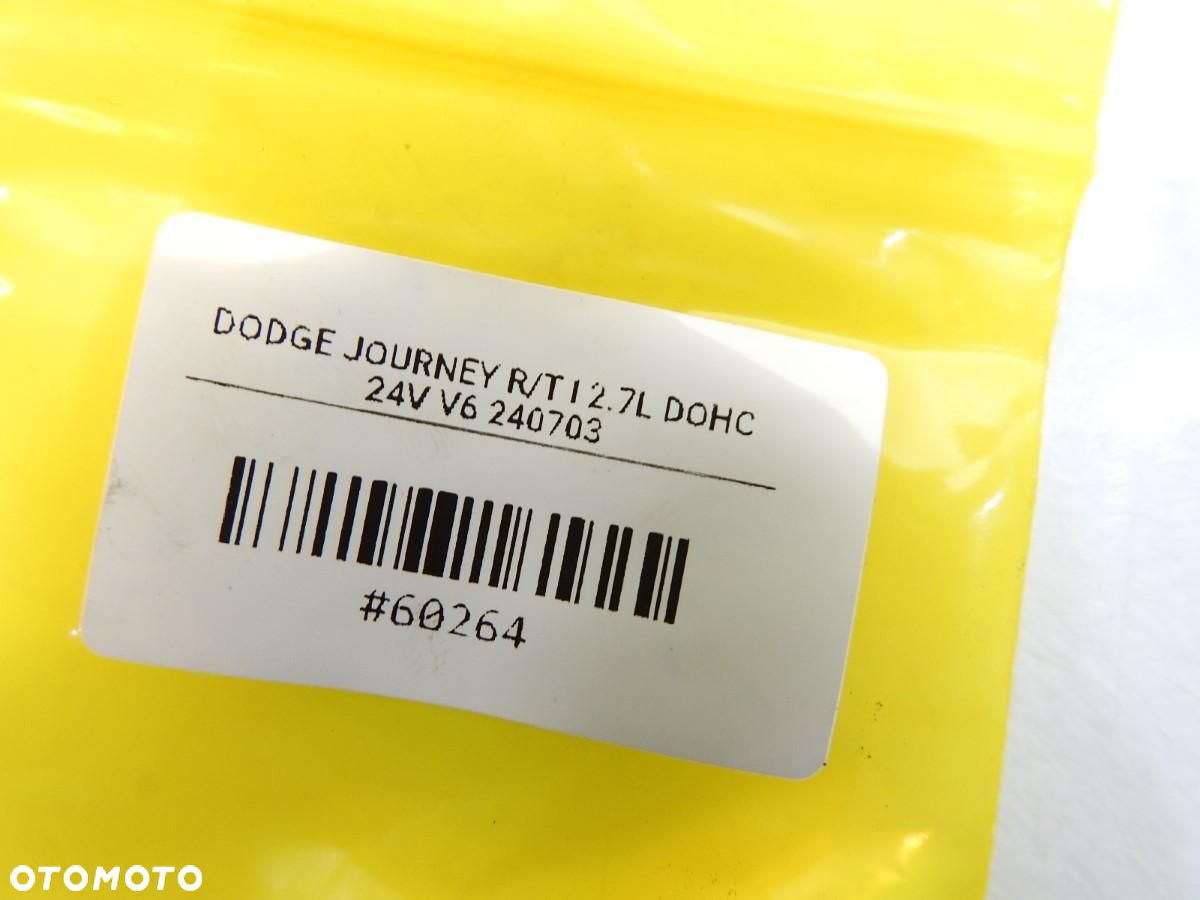 DODGE JOURNEY R/T I 2.7L DOHC
24V V6 240703
#60264
OTOMOTO